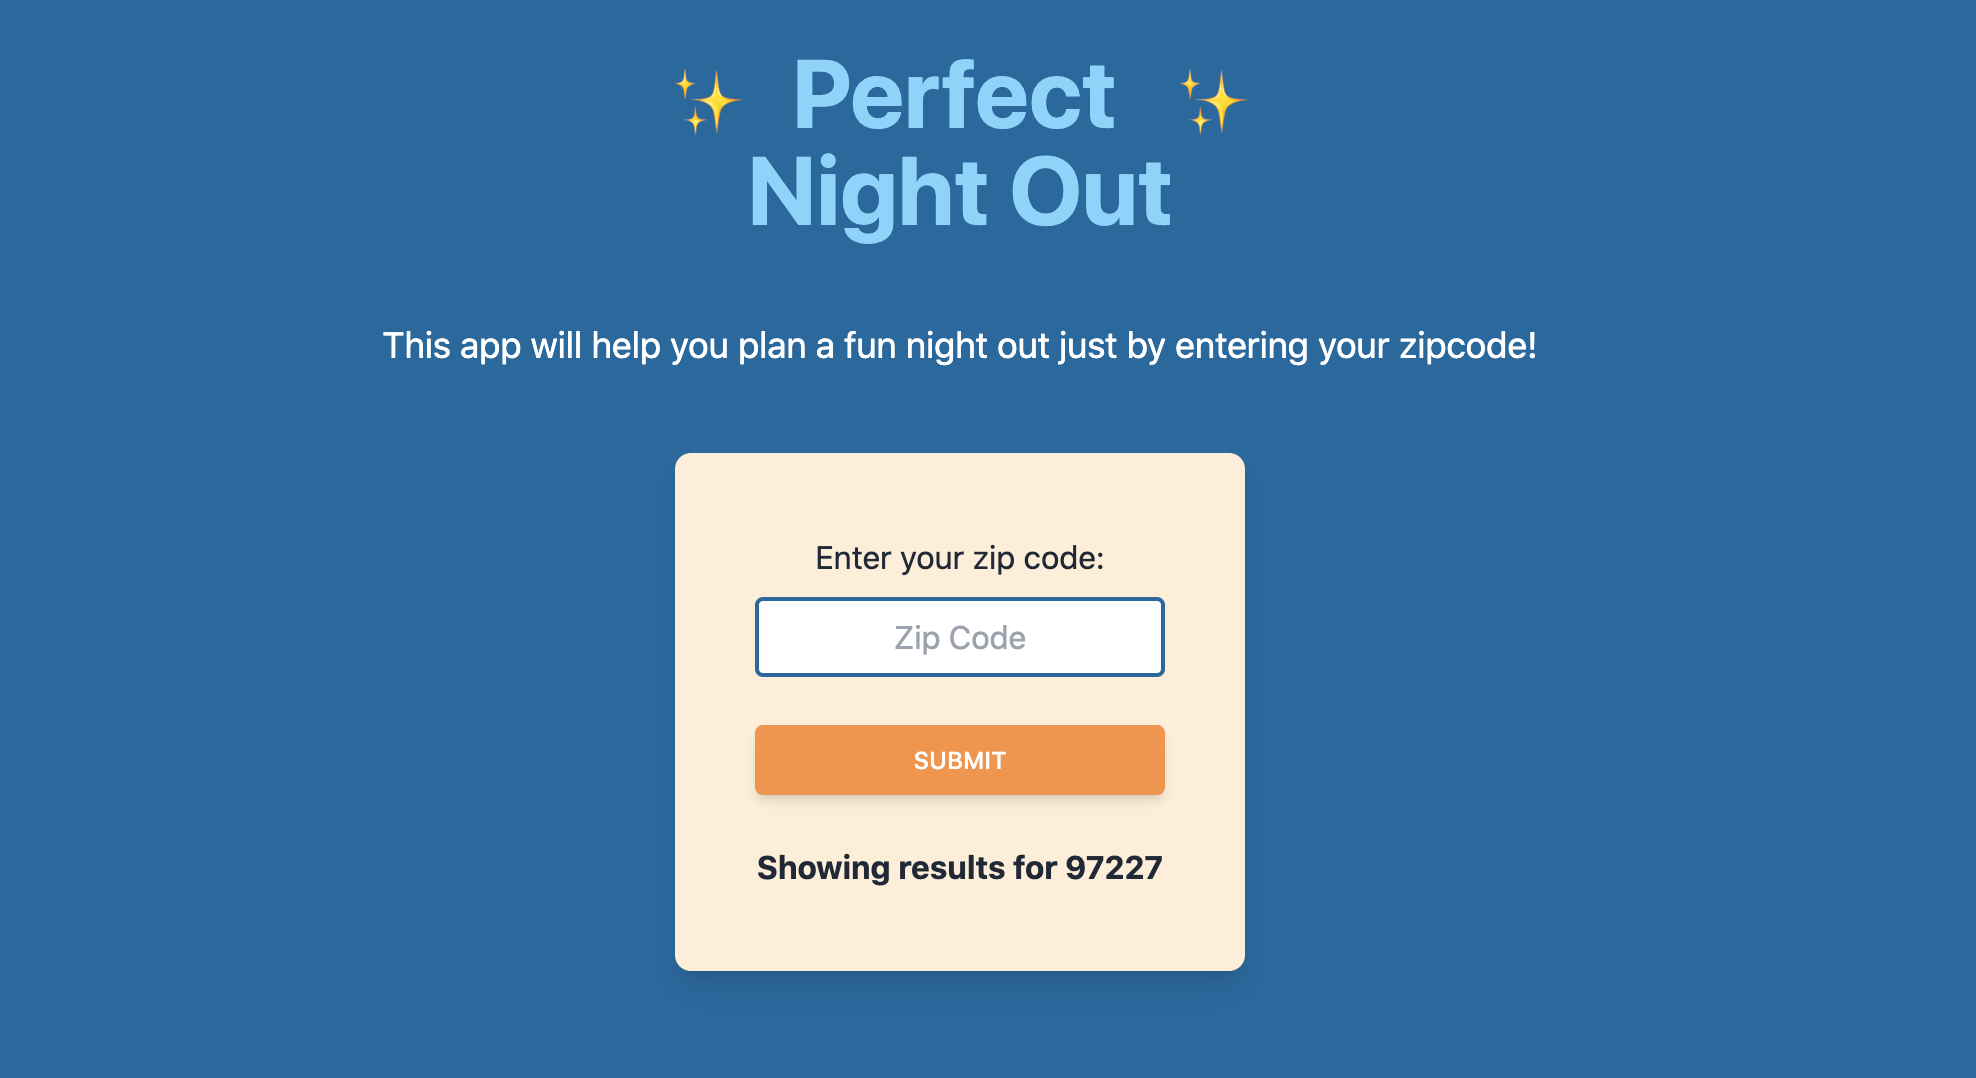 Perfect
Night Out
This app will help you plan a fun night out just by entering your zipcode!
Enter your zip code:
Zip Code
SUBMIT
Showing results for 97227